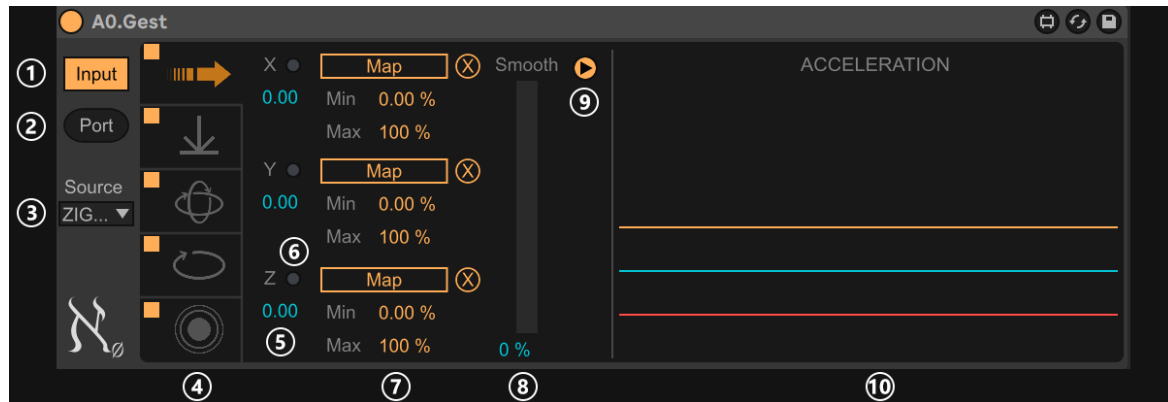 A0.Gest
① Input
② Port
Source
③ ZIG...
ℵ0
④
X
Map
X
0.00
Min 0.00 %
Max 100 %
Y
Map
X
0.00
Min 0.00 %
Max 100 %
⑥
Z
Map
X
0.00
Min 0.00 %
⑤
Max 100 %
⑦
Smooth
⑨
0 %
⑧
ACCELERATION
⑩